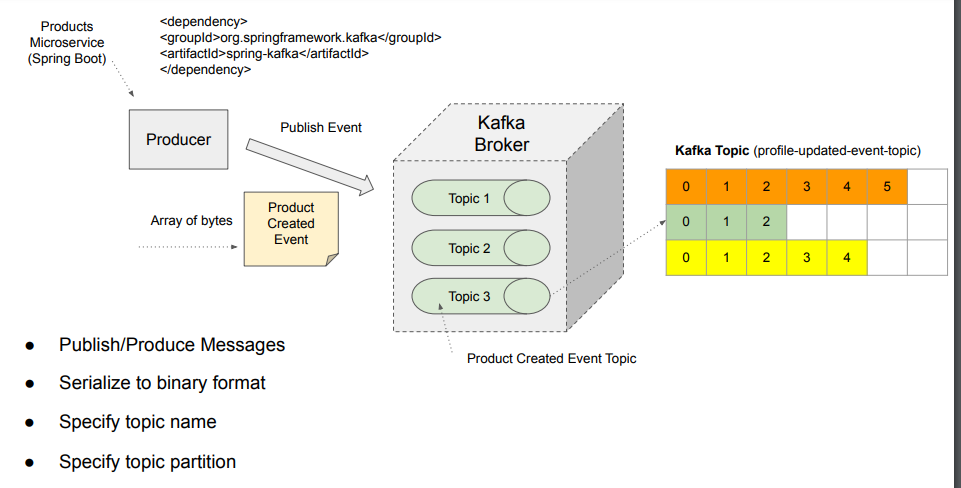 Products
Microservice
(Spring Boot)
<dependency>
<groupId>org.springframework.kafka</groupId>
<artifactId>spring-kafka</artifactId>
</dependency>
Producer
Publish Event
Kafka
Broker
Topic 1
Topic 2
Topic 3
Array of bytes
Product
Created
Event
Kafka Topic (profile-updated-event-topic)
0 1 2 3 4 5
0 1 2
0 1 2 3 4
Product Created Event Topic
● Publish/Produce Messages
● Serialize to binary format
● Specify topic name
● Specify topic partition